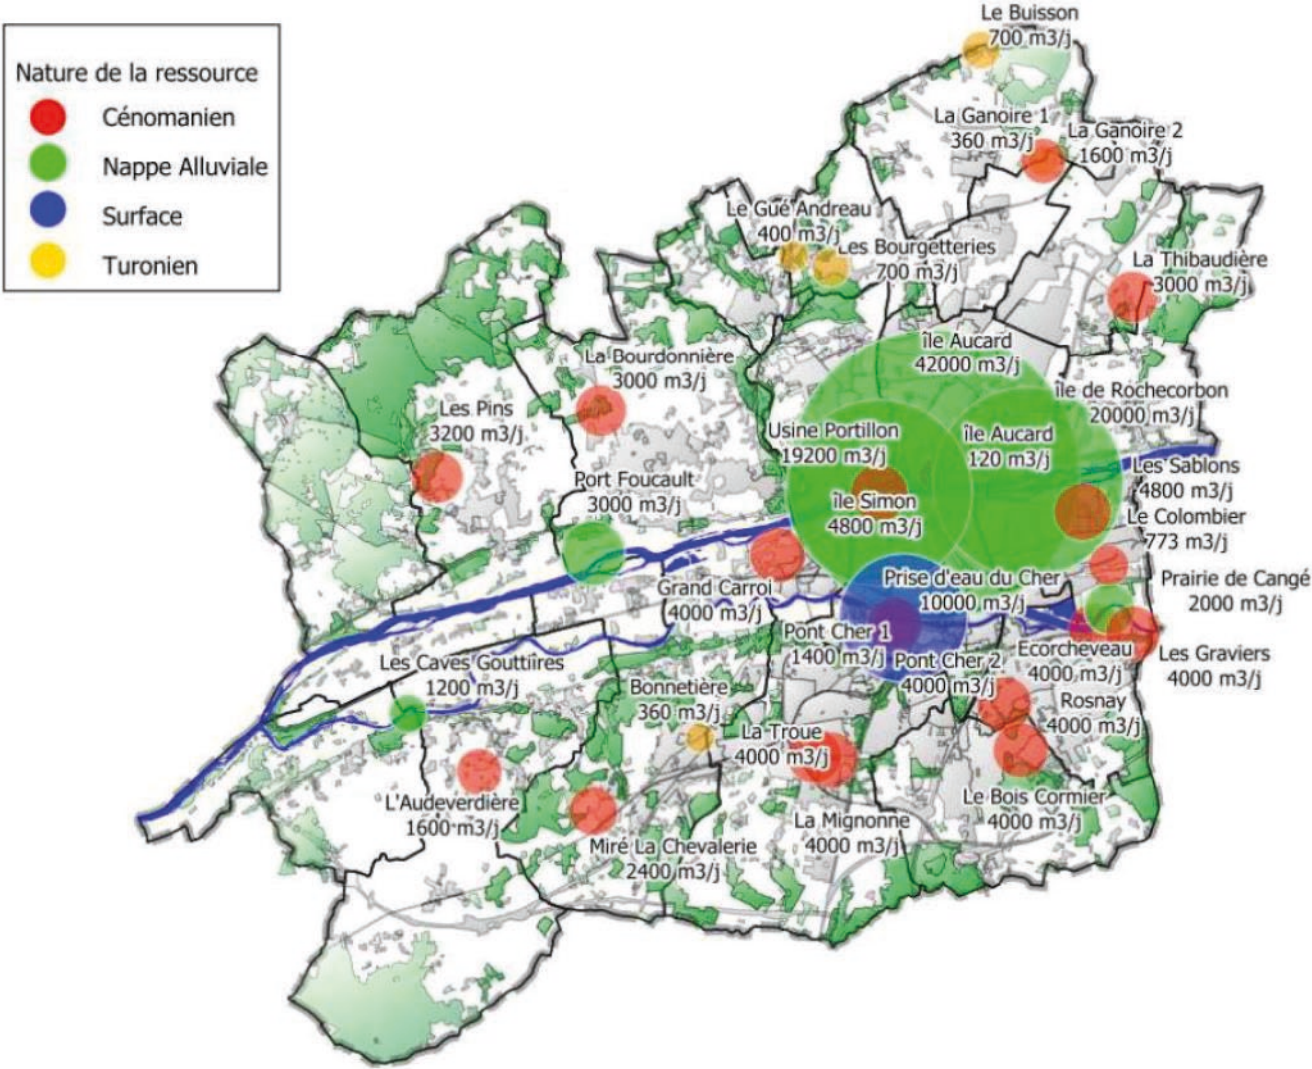 Nature de la ressource
Cénomanien
Nappe Alluviale
Surface
Turonien
Le Buisson
700 m3/j
La Ganoire 1
360 m3/j
La Ganoire 2
1600 m3/j
Le Gué Andreau
400 m3/j
Les Bourgetteries
700 m3/j
La Thibaudière
3000 m3/j
île Aucard
42000 m3/j
La Bourdonnière
3000 m3/j
île de Rochecorbon
20000 m3/j
Les Pins
3200 m3/j
Usine Portillon
19200 m3/j
île Aucard
120 m3/j
Les Sablons
4800 m3/j
Port Foucault
3000 m3/j
île Simon
4800 m3/j
Le Colombier
773 m3/j
Grand Carroi
4000 m3/j
Prise d'eau du Cher
10000 m3/j
Prairie de Cangé
2000 m3/j
Pont Cher 1
1400 m3/j
Pont Cher 2
4000 m3/j
Ecorcheveau
4000 m3/j
Les Graviers
4000 m3/j
Les Caves Gouttiíres
1200 m3/j
Bonnetière
360 m3/j
Rosnay
4000 m3/j
La Troue
4000 m3/j
L'Audeverdière
1600 m3/j
Le Bois Cormier
4000 m3/j
La Mignonne
4000 m3/j
Miré La Chevalerie
2400 m3/j